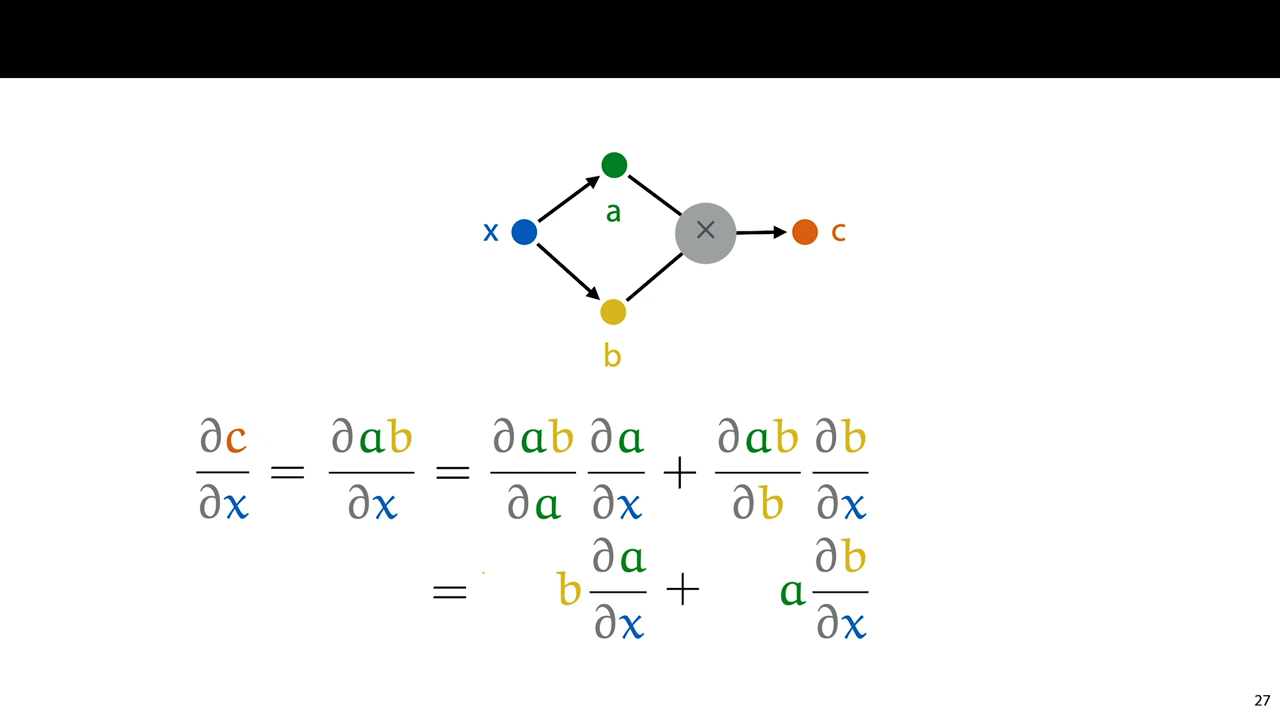 a
x × c
b
∂c/∂x = ∂ab/∂x = ∂ab/∂a ∂a/∂x + ∂ab/∂b ∂b/∂x
= b ∂a/∂x + a ∂b/∂x
27